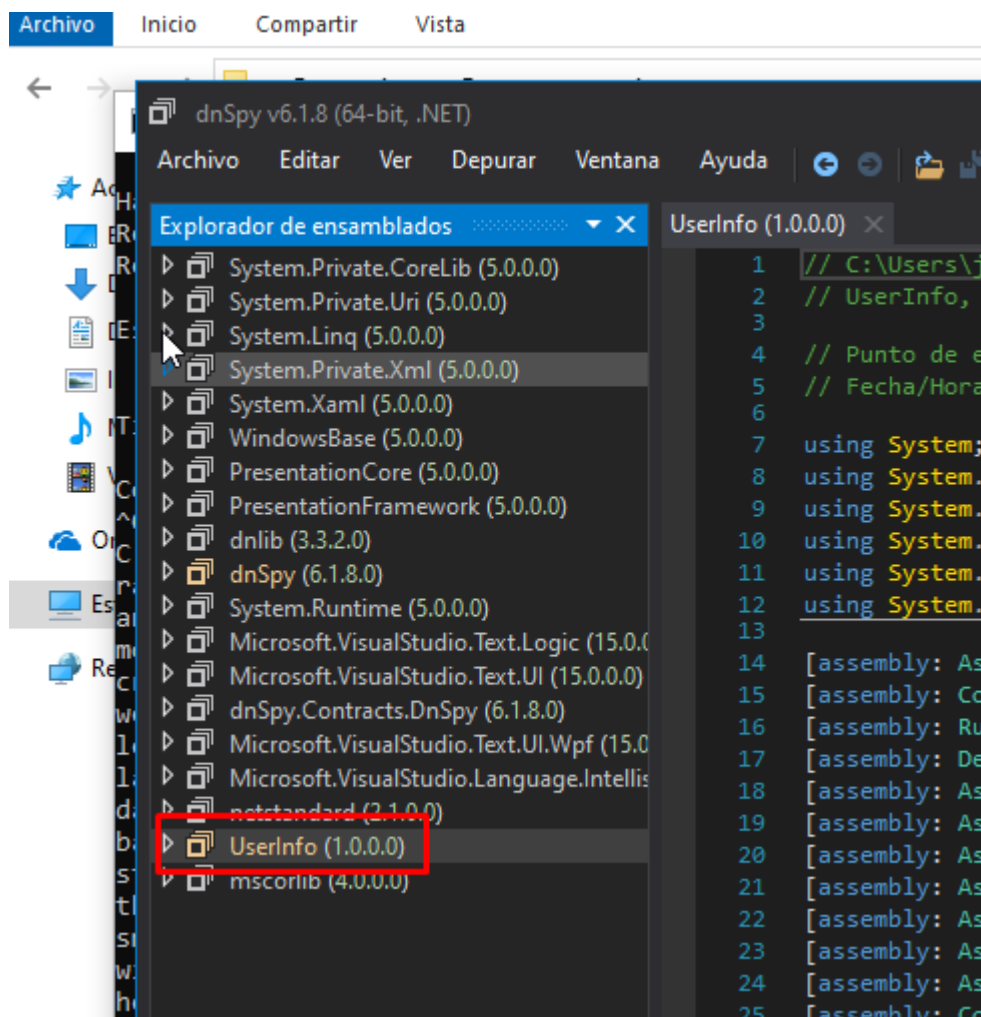 Archivo Inicio Compartir Vista
dnSpy v6.1.8 (64-bit, .NET)
Archivo Editar Ver Depurar Ventana Ayuda
Explorador de ensamblados
System.Private.CoreLib (5.0.0.0)
System.Private.Uri (5.0.0.0)
System.Linq (5.0.0.0)
System.Private.Xml (5.0.0.0)
System.Xaml (5.0.0.0)
WindowsBase (5.0.0.0)
PresentationCore (5.0.0.0)
PresentationFramework (5.0.0.0)
dnlib (3.3.2.0)
dnSpy (6.1.8.0)
System.Runtime (5.0.0.0)
Microsoft.VisualStudio.Text.Logic (15.0.(
Microsoft.VisualStudio.Text.UI (15.0.0.0)
dnSpy.Contracts.DnSpy (6.1.8.0)
Microsoft.VisualStudio.Text.UI.Wpf (15.0
Microsoft.VisualStudio.Language.Intellis
netstandard (2.1.0.0)
UserInfo (1.0.0.0)
mscorlib (4.0.0.0)
UserInfo (1.0.0.0)
1 // C:\Users\j
2 // UserInfo,
3
4 // Punto de e
5 // Fecha/Hora
6
7 using System;
8 using System.
9 using System.
10 using System.
11 using System.
12 using System.
13
14 [assembly: As
15 [assembly: Co
16 [assembly: Ru
17 [assembly: De
18 [assembly: As
19 [assembly: As
20 [assembly: As
21 [assembly: As
22 [assembly: As
23 [assembly: As
24 [assembly: As
25 [assembly: Co